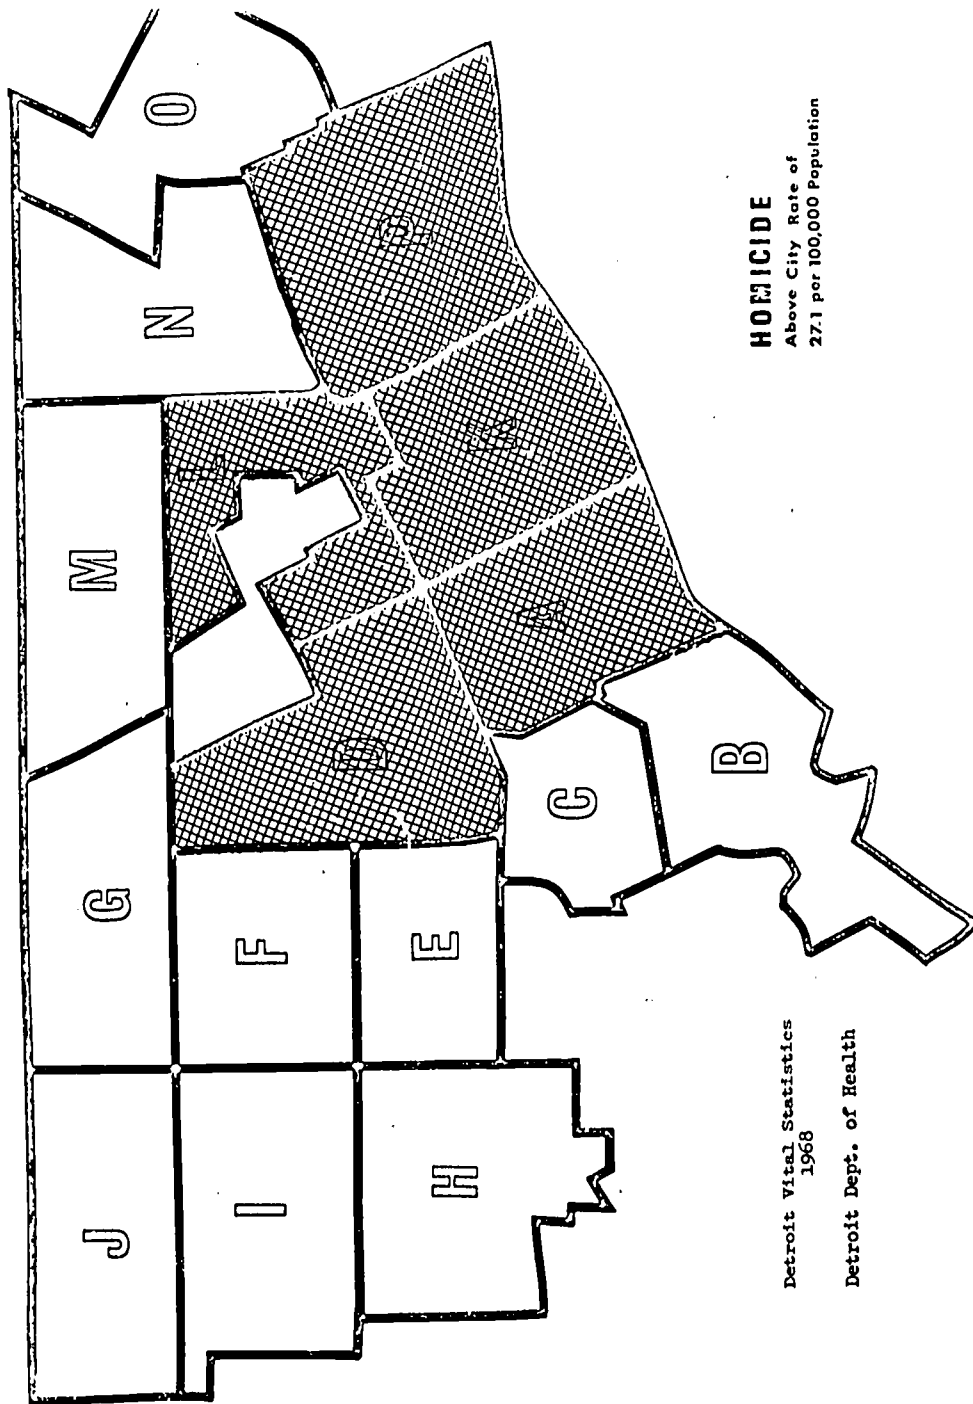 J
G
M
N
O
I
F
L
P
H
E
D
K
C
A
B
HOMICIDE
Above City Rate of
27.1 per 100,000 Population
Detroit Vital Statistics
1968
Detroit Dept. of Health